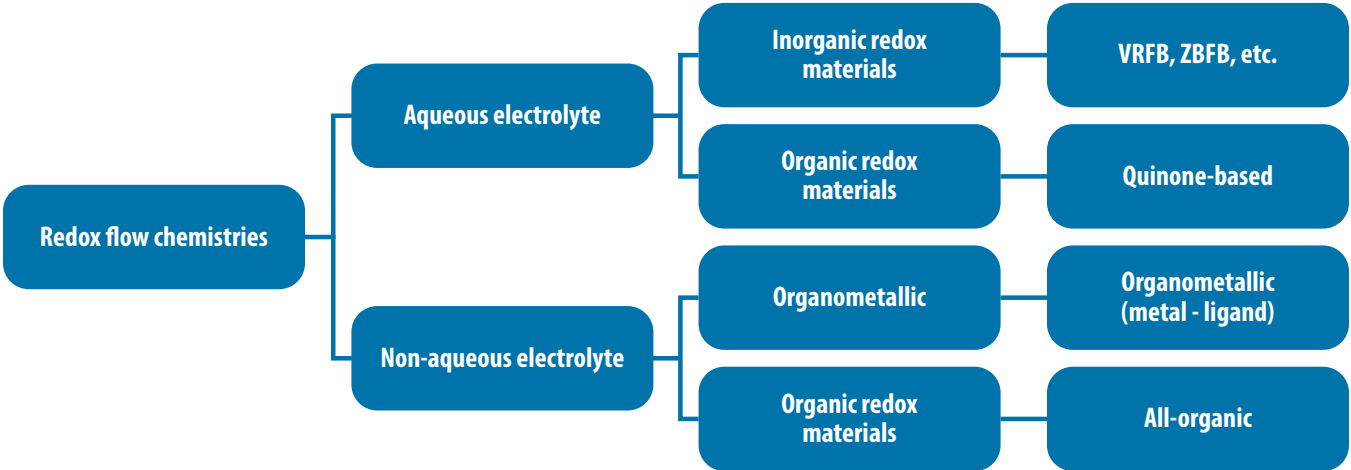 Redox flow chemistries
Aqueous electrolyte
Inorganic redox
materials
VRFB, ZBFB, etc.
Organic redox
materials
Quinone-based
Non-aqueous electrolyte
Organometallic
Organometallic
(metal - ligand)
Organic redox
materials
All-organic